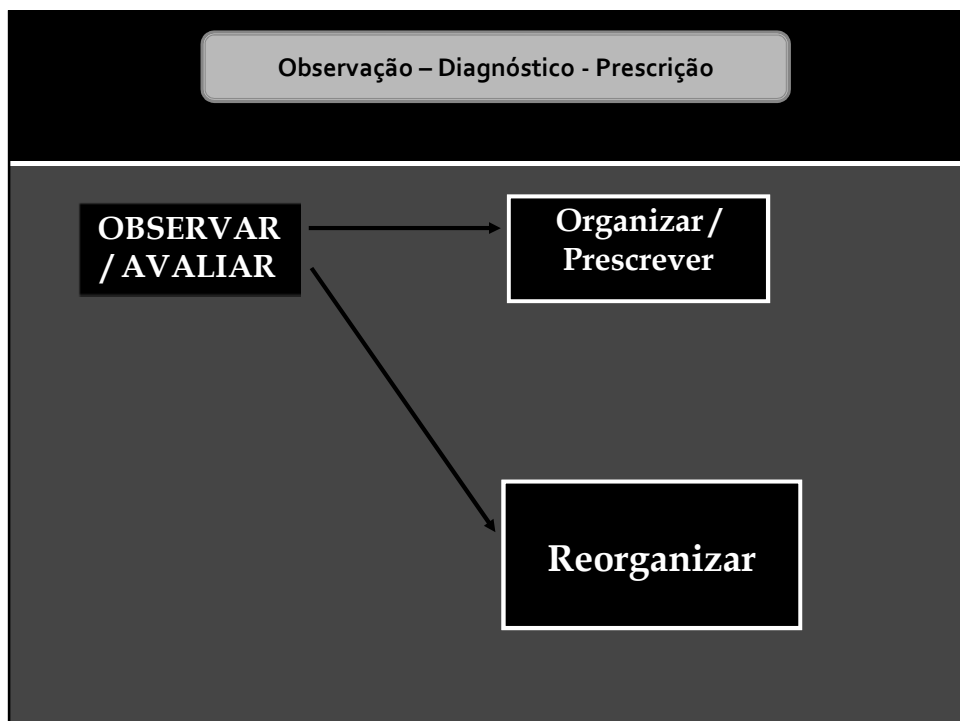 Observação – Diagnóstico - Prescrição
OBSERVAR
/ AVALIAR
Organizar /
Prescrever
Reorganizar